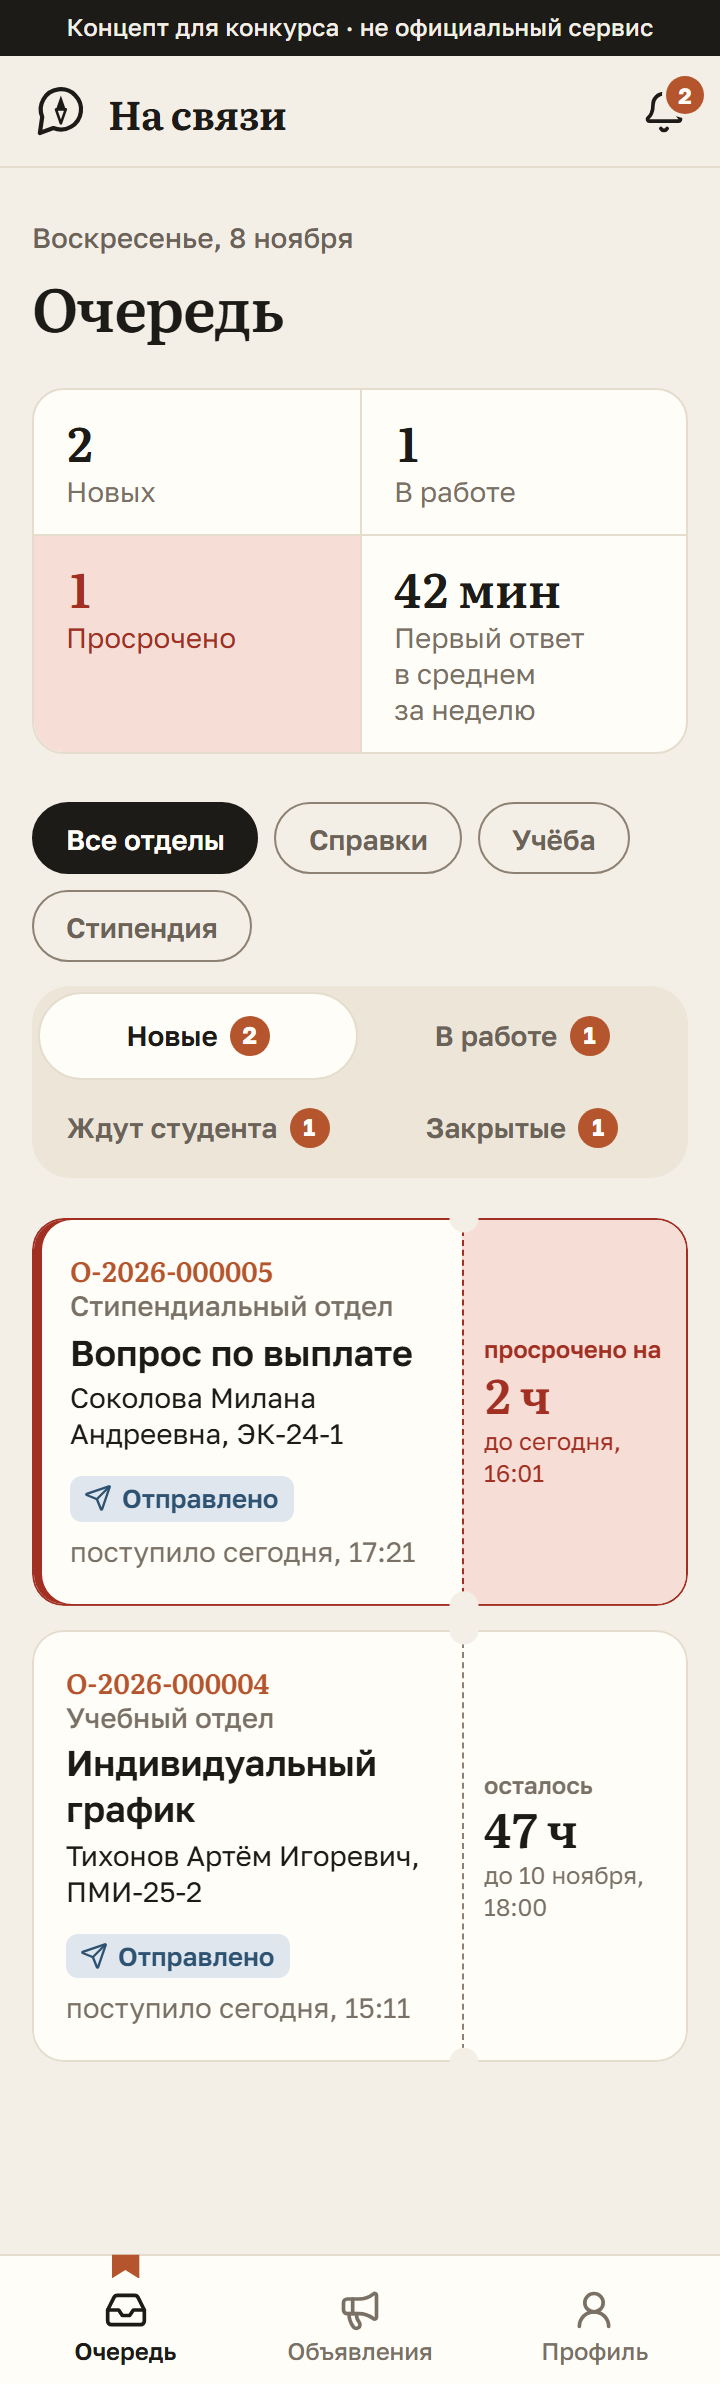 Концепт для конкурса · не официальный сервис
На связи
2
Воскресенье, 8 ноября
Очередь
2
Новых
1
В работе
1
Просрочено
42 мин
Первый ответ
в среднем
за неделю
Все отделы
Справки
Учёба
Стипендия
Новые 2
В работе 1
Ждут студента 1
Закрытые 1
О-2026-000005
Стипендиальный отдел
Вопрос по выплате
Соколова Милана
Андреевна, ЭК-24-1
Отправлено
поступило сегодня, 17:21
просрочено на
2 ч
до сегодня,
16:01
О-2026-000004
Учебный отдел
Индивидуальный
график
Тихонов Артём Игоревич,
ПМИ-25-2
Отправлено
поступило сегодня, 15:11
осталось
47 ч
до 10 ноября,
18:00
Очередь
Объявления
Профиль